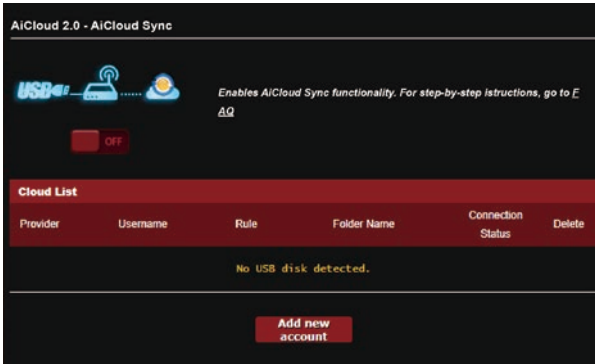 AiCloud 2.0 - AiCloud Sync
USB
Enables AiCloud Sync functionality. For step-by-step istructions, go to F
AQ
OFF
Cloud List
Provider Username Rule Folder Name Connection Status Delete
No USB disk detected.
Add new
account